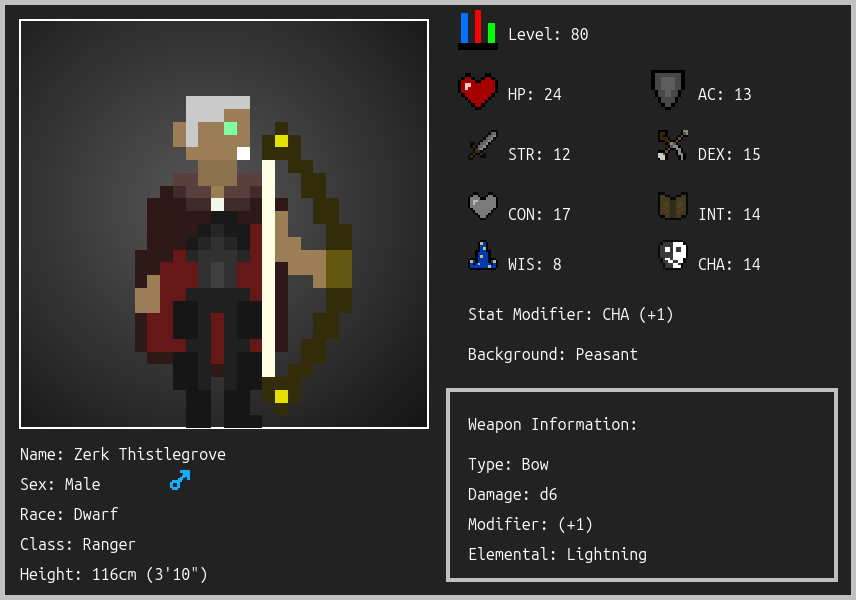 Level: 80
HP: 24
AC: 13
STR: 12
DEX: 15
CON: 17
INT: 14
WIS: 8
CHA: 14
Stat Modifier: CHA (+1)
Background: Peasant
Weapon Information:
Type: Bow
Damage: d6
Modifier: (+1)
Elemental: Lightning
Name: Zerk Thistlegrove
Sex: Male
Race: Dwarf
Class: Ranger
Height: 116cm (3'10")